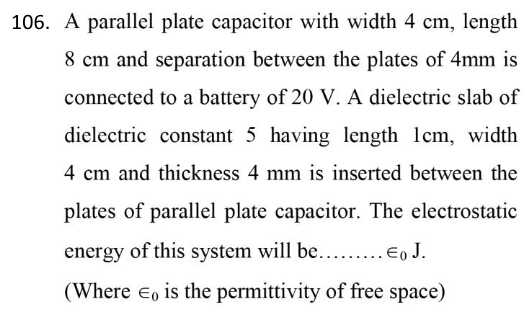 106. A parallel plate capacitor with width 4 cm, length
8 cm and separation between the plates of 4mm is
connected to a battery of 20 V. A dielectric slab of
dielectric constant 5 having length 1cm, width
4 cm and thickness 4 mm is inserted between the
plates of parallel plate capacitor. The electrostatic
energy of this system will be......... ∈₀ J.
(Where ∈₀ is the permittivity of free space)